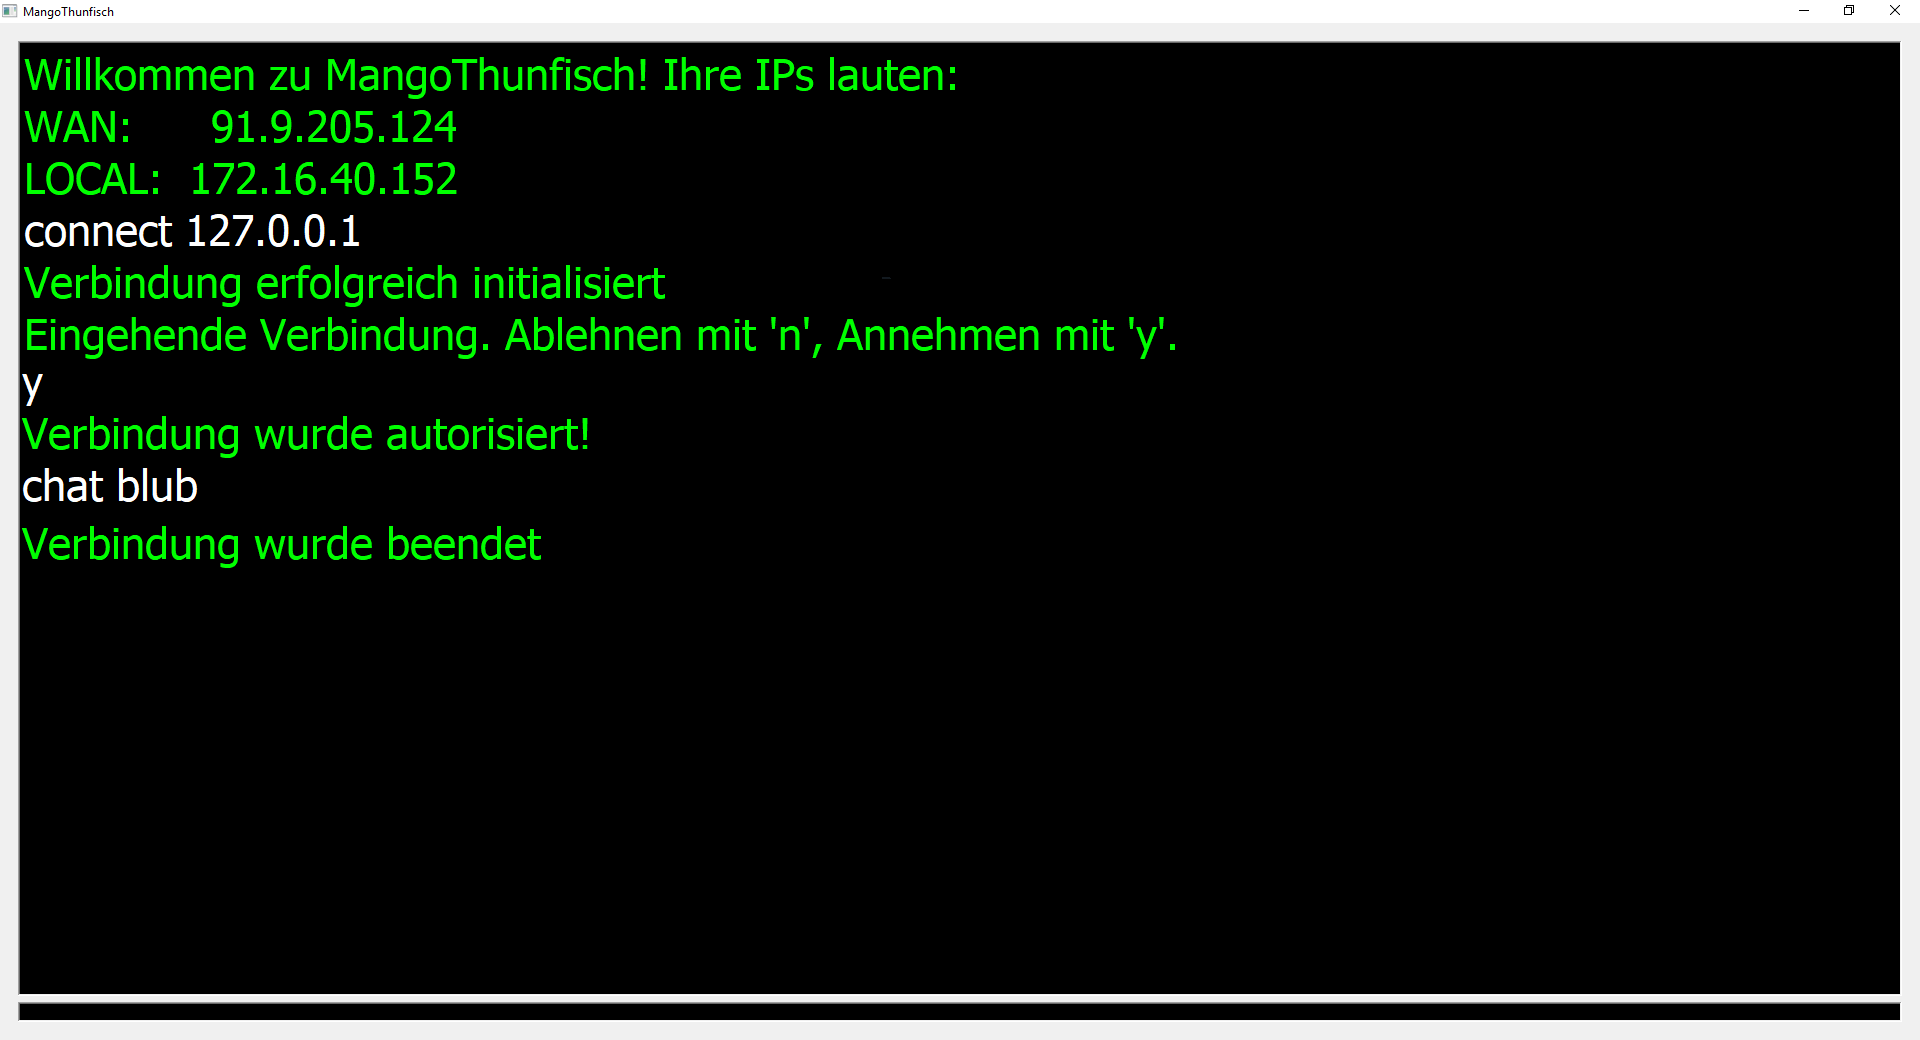 MangoThunfisch
Willkommen zu MangoThunfisch! Ihre IPs lauten:
WAN: 91.9.205.124
LOCAL: 172.16.40.152
connect 127.0.0.1
Verbindung erfolgreich initialisiert
Eingehende Verbindung. Ablehnen mit 'n', Annehmen mit 'y'.
y
Verbindung wurde autorisiert!
chat blub
Verbindung wurde beendet